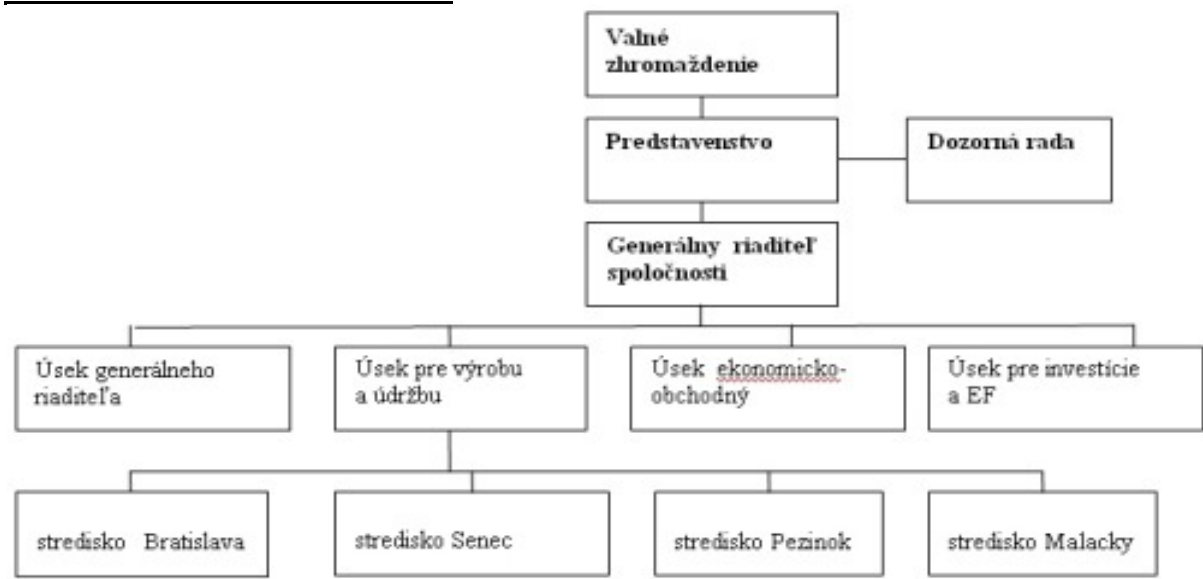 Valné
zhromaždenie
Predstavenstvo
Dozorná rada
Generálny riaditeľ
spoločnosti
Úsek generálneho
riaditeľa
Úsek pre výrobu
a údržbu
Úsek ekonomicko-
obchodný
Úsek pre investície
a EF
stredisko Bratislava
stredisko Senec
stredisko Pezinok
stredisko Malacky